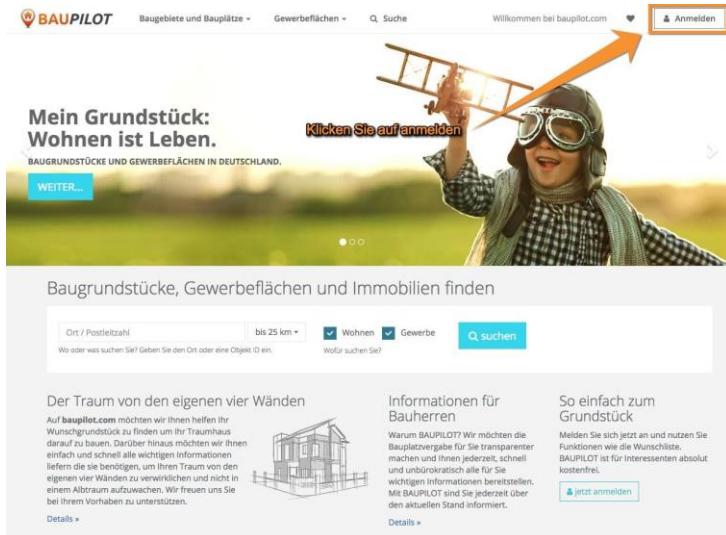 BAUPILOT
Baugebiete und Bauplätze
Gewerbeflächen
Suche
Willkommen bei baupilot.com
Anmelden
Mein Grundstück:
Wohnen ist Leben.
BAUGRUNDSTÜCKE UND GEWERBEFLÄCHEN IN DEUTSCHLAND.
WEITER...
Klicken Sie auf anmelden
Baugrundstücke, Gewerbeflächen und Immobilien finden
Ort / Postleitzahl
bis 25 km
Wohnen
Gewerbe
suchen
Wo oder was suchen Sie? Geben Sie den Ort oder eine Objekt ID ein.
Wofür suchen Sie?
Der Traum von den eigenen vier Wänden
Auf baupilot.com möchten wir Ihnen helfen Ihr
Wunschgrundstück zu finden um Ihr Traumhaus
darauf zu bauen. Darüber hinaus möchten wir Ihnen
einfach und schnell alle wichtigen Informationen
liefern die sie benötigen, um Ihren Traum von den
eigenen vier Wänden zu verwirklichen und nicht in
einem Albtraum aufzuwachen. Wir freuen uns Sie
bei Ihrem Vorhaben zu unterstützen.
Details »
Informationen für
Bauherren
Warum BAUPILOT? Wir möchten die
Bauplatzvergabe für Sie transparenter
machen und Ihnen jederzeit, schnell
und unbürokratisch alle für Sie
wichtigen Informationen bereitstellen.
Mit BAUPILOT sind Sie jederzeit über
den aktuellen Stand informiert.
Details »
So einfach zum
Grundstück
Melden Sie sich jetzt an und nutzen Sie
Funktionen wie die Wunschliste.
BAUPILOT ist für Interessenten absolut
kostenfrei.
jetzt anmelden